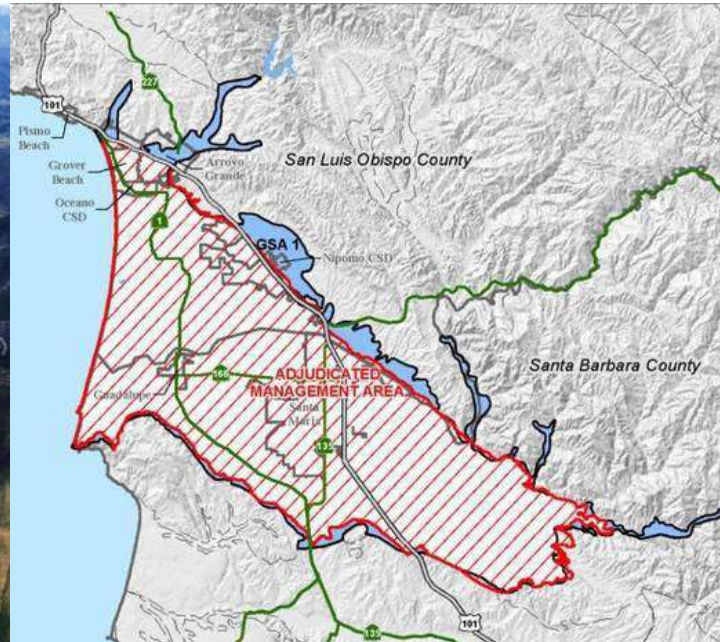 227
101
Pismo
Beach
Grover
Beach
Arroyo
Grande
San Luis Obispo County
Oceano
CSD
1
GSA 1
Nipomo CSD
Santa Barbara County
166
ADJUDICATED
MANAGEMENT AREA
Guadalupe
Santa
Maria
135
101
135